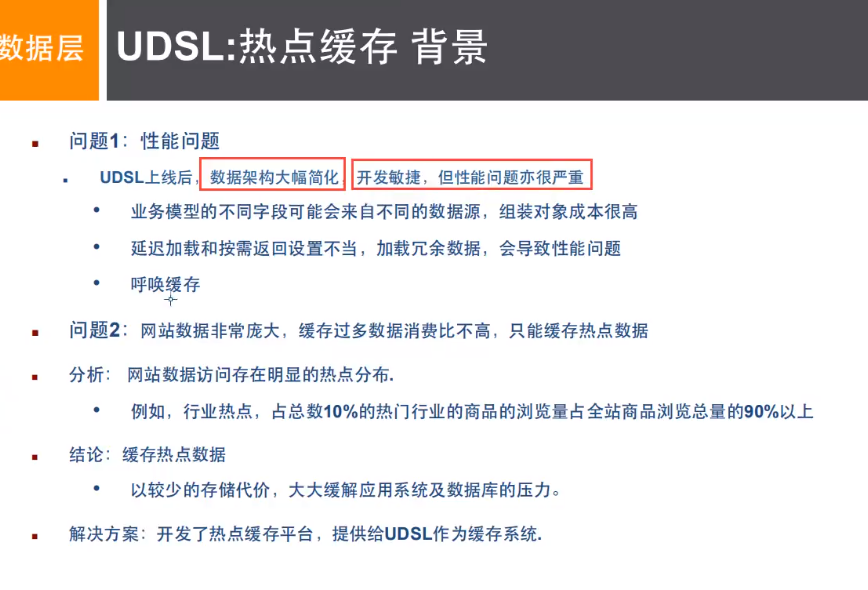 数据层
UDSL:热点缓存 背景
问题1：性能问题
UDSL上线后, 数据架构大幅简化, 开发敏捷，但性能问题亦很严重
业务模型的不同字段可能会来自不同的数据源，组装对象成本很高
延迟加载和按需返回设置不当，加载冗余数据，会导致性能问题
呼唤缓存
问题2：网站数据非常庞大，缓存过多数据消费比不高，只能缓存热点数据
分析： 网站数据访问存在明显的热点分布.
例如，行业热点，占总数10%的热门行业的商品的浏览量占全站商品浏览总量的90%以上
结论：缓存热点数据
以较少的存储代价，大大缓解应用系统及数据库的压力。
解决方案：开发了热点缓存平台，提供给UDSL作为缓存系统.